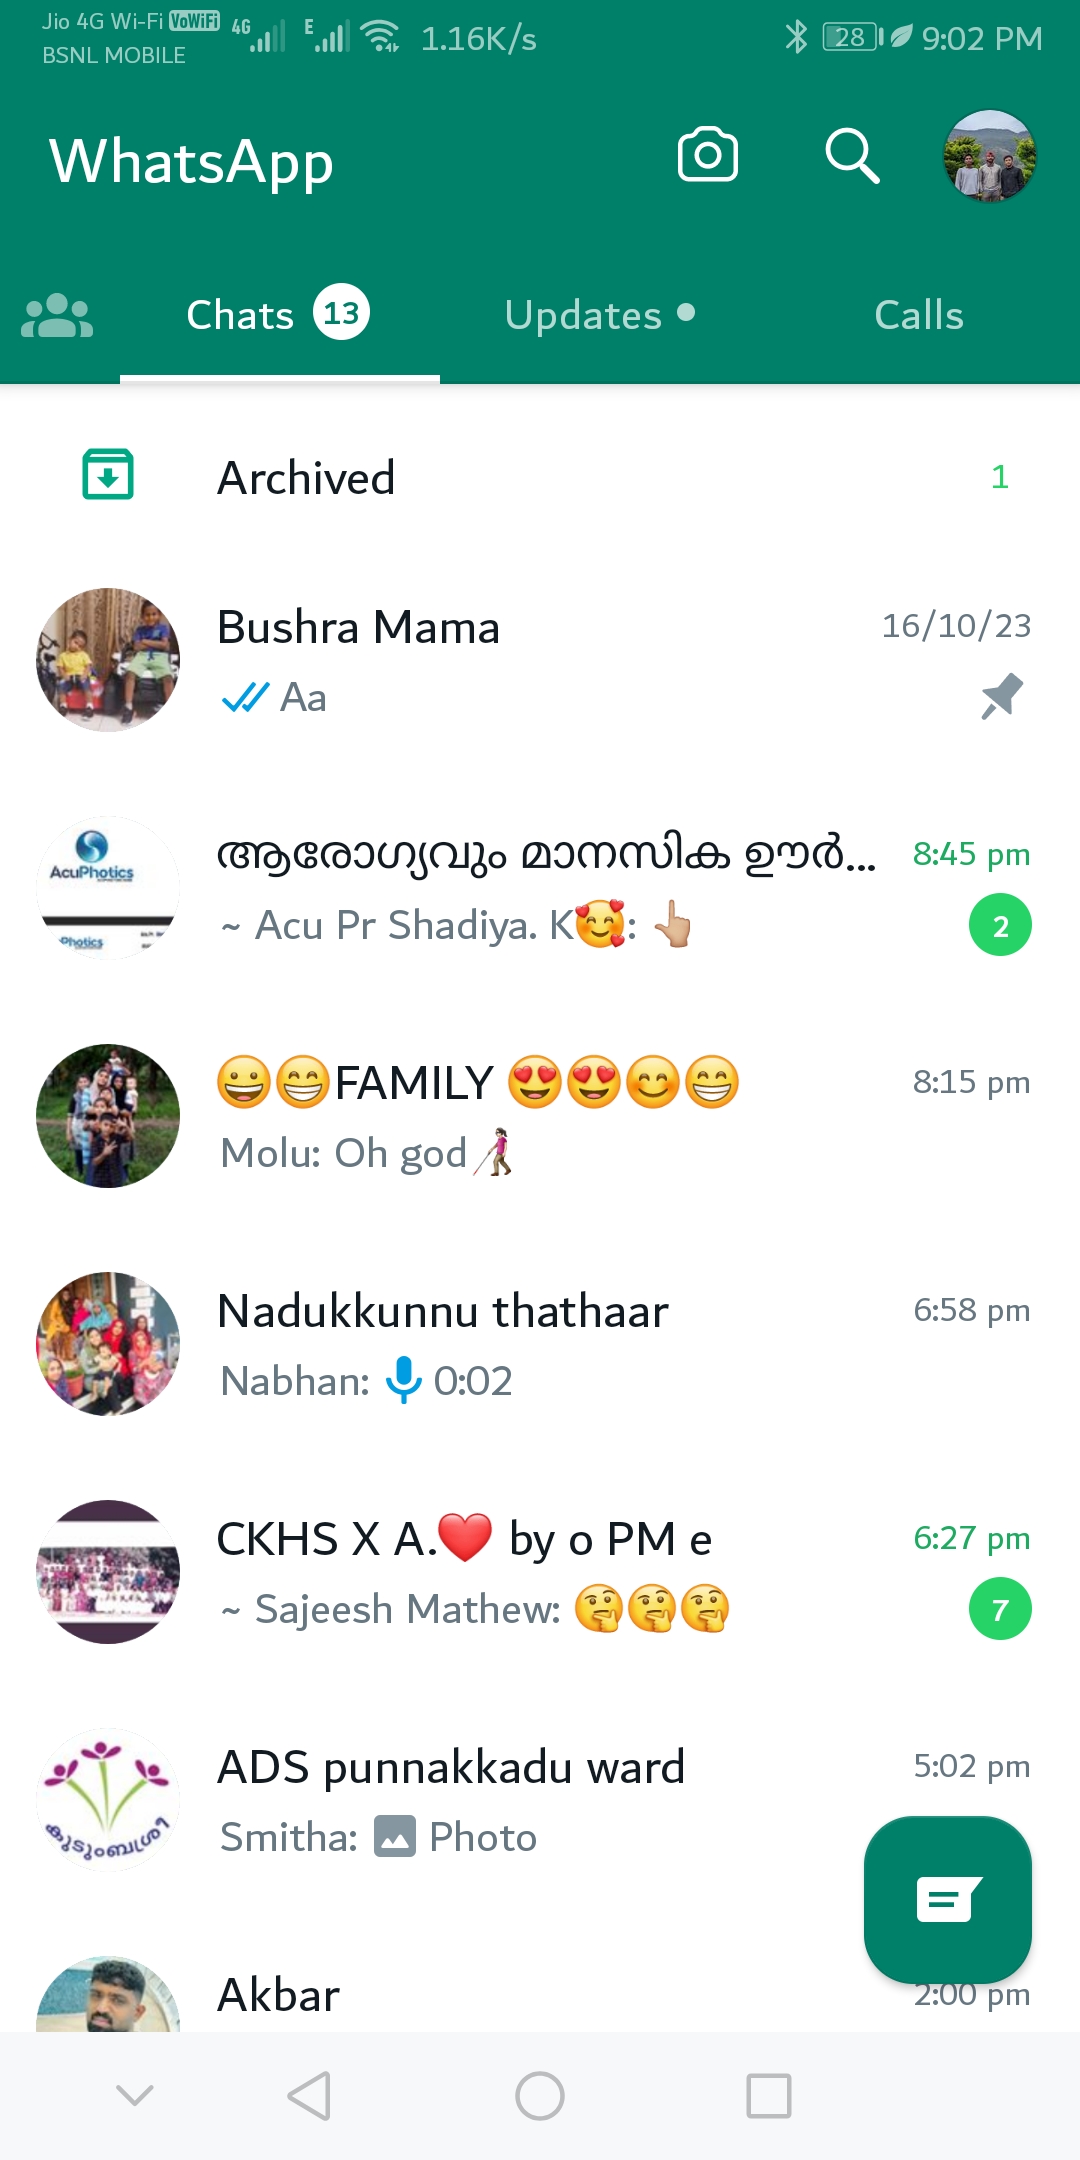 Jio 4G Wi-Fi VoWiFi 4G E 1.16K/s 28 9:02 PM
BSNL MOBILE
WhatsApp
Chats 13 Updates Calls
Archived 1
Bushra Mama 16/10/23
Aa
ആരോഗ്യവും മാനസിക ഊർ... 8:45 pm
~ Acu Pr Shadiya. K🥰: 👆🏼 2
AcuPhotics
Photics
😀😁FAMILY 😍😍😊😁 8:15 pm
Molu: Oh god👩🏻‍🦯
Nadukkunnu thathaar 6:58 pm
Nabhan: 0:02
CKHS X A.❤️ by o PM e 6:27 pm
~ Sajeesh Mathew: 🤔🤔🤔 7
ADS punnakkadu ward 5:02 pm
Smitha: Photo
കുടുംബശ്രീ
Akbar 2:00 pm